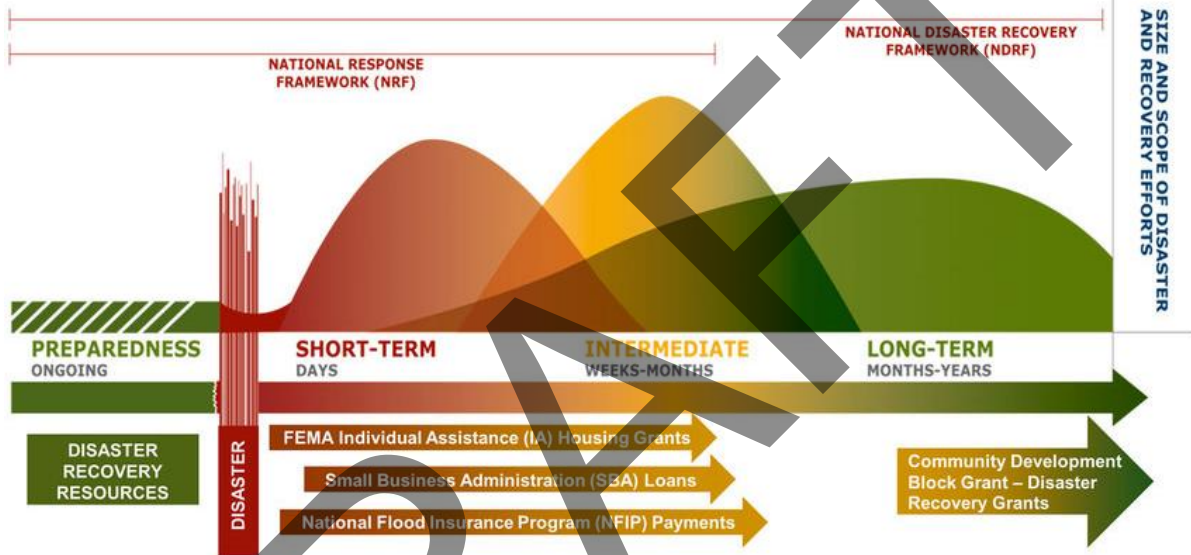 NATIONAL DISASTER RECOVERY
FRAMEWORK (NDRF)
NATIONAL RESPONSE
FRAMEWORK (NRF)
SIZE AND SCOPE OF DISASTER
AND RECOVERY EFFORTS
PREPAREDNESS
ONGOING
SHORT-TERM
DAYS
INTERMEDIATE
WEEKS-MONTHS
LONG-TERM
MONTHS-YEARS
DISASTER
RECOVERY
RESOURCES
DISASTER
FEMA Individual Assistance (IA) Housing Grants
Small Business Administration (SBA) Loans
National Flood Insurance Program (NFIP) Payments
Community Development
Block Grant – Disaster
Recovery Grants
DRAFT